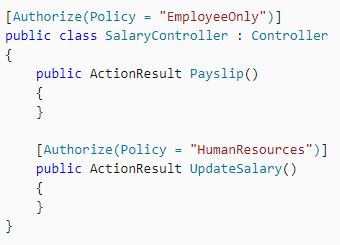 [Authorize(Policy = "EmployeeOnly")]
public class SalaryController : Controller
{
    public ActionResult Payslip()
    {
    }

    [Authorize(Policy = "HumanResources")]
    public ActionResult UpdateSalary()
    {
    }
}